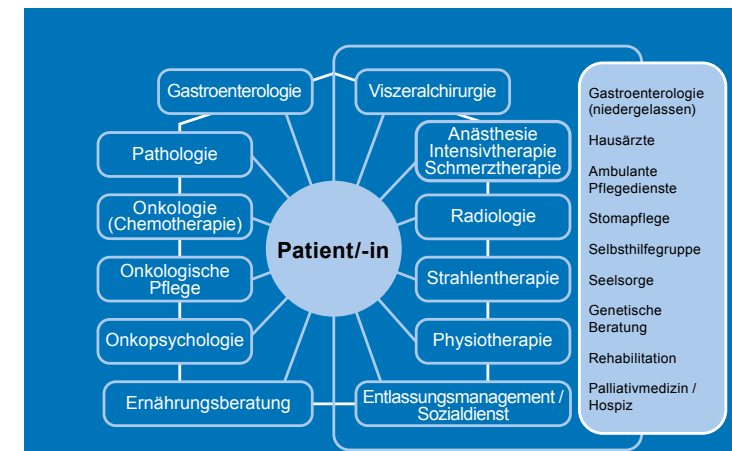 Gastroenterologie
Viszeralchirurgie
Pathologie
Anästhesie
Intensivtherapie
Schmerztherapie
Onkologie
(Chemotherapie)
Radiologie
Patient/-in
Onkologische
Pflege
Strahlentherapie
Onkopsychologie
Physiotherapie
Ernährungsberatung
Entlassungsmanagement /
Sozialdienst
Gastroenterologie
(niedergelassen)
Hausärzte
Ambulante
Pflegedienste
Stomapflege
Selbsthilfegruppe
Seelsorge
Genetische
Beratung
Rehabilitation
Palliativmedizin /
Hospiz